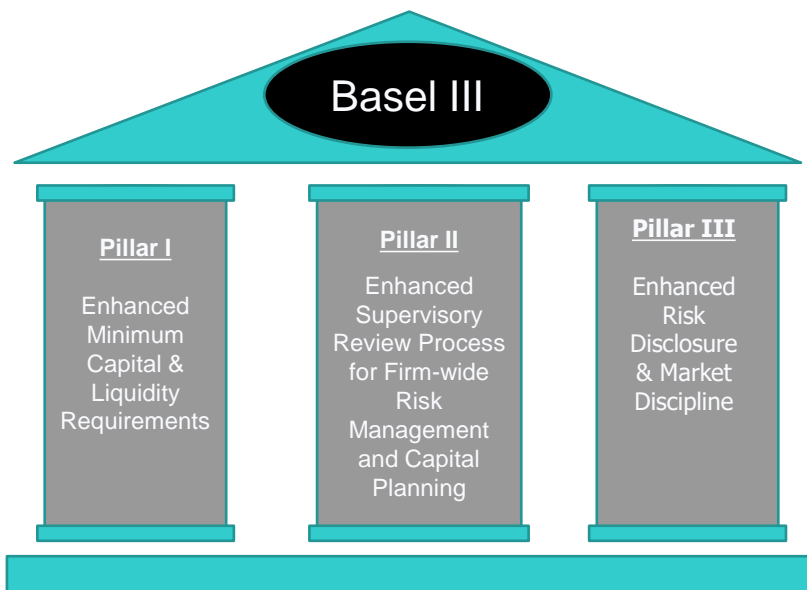 Basel III
Pillar I
Enhanced
Minimum
Capital &
Liquidity
Requirements
Pillar II
Enhanced
Supervisory
Review Process
for Firm-wide
Risk
Management
and Capital
Planning
Pillar III
Enhanced
Risk
Disclosure
& Market
Discipline